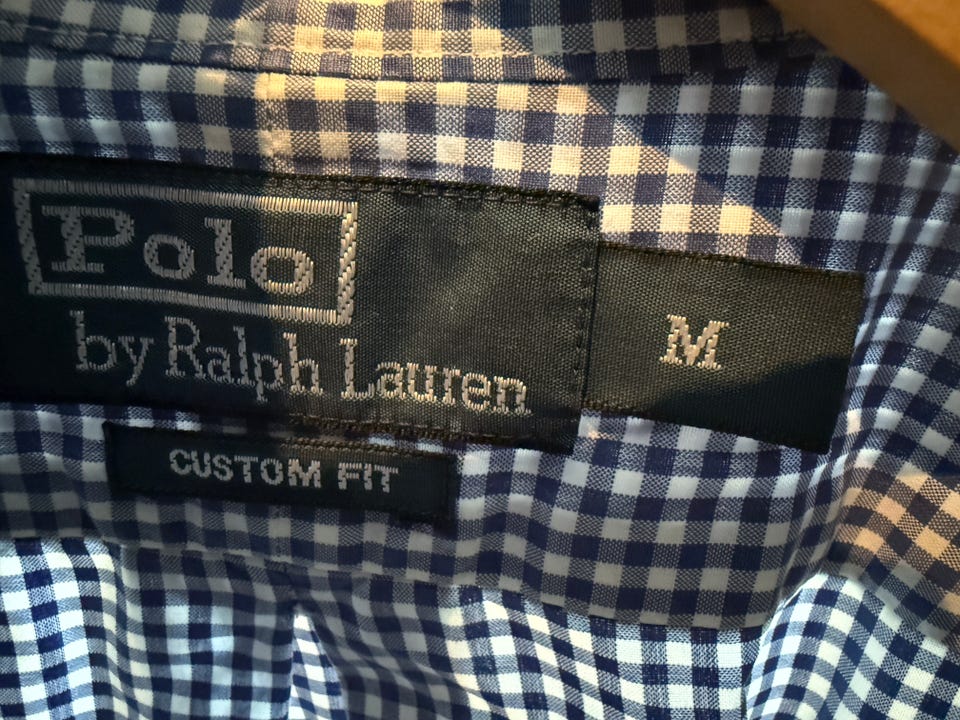 Polo
by Ralph Lauren
M
CUSTOM FIT